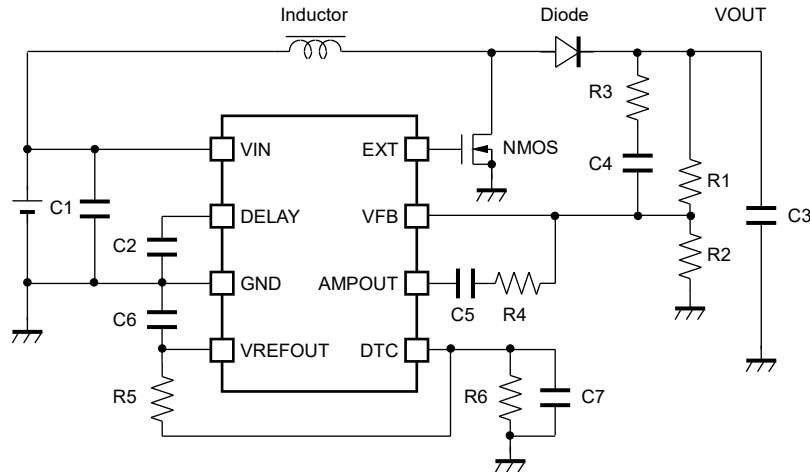 Inductor
Diode
VOUT
R3
VIN
EXT
NMOS
C4
R1
C1
DELAY
VFB
C3
C2
R2
GND
AMPOUT
C6
C5
R4
VREFOUT
DTC
R5
R6
C7